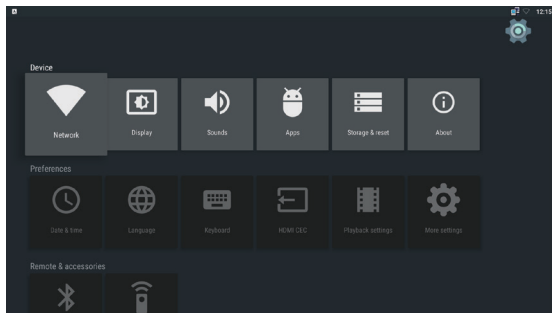 12:15
Device
Network Display Sounds Apps Storage & reset About
Preferences
Date & time Language Keyboard HDMI CEC Playback settings More settings
Remote & accessories